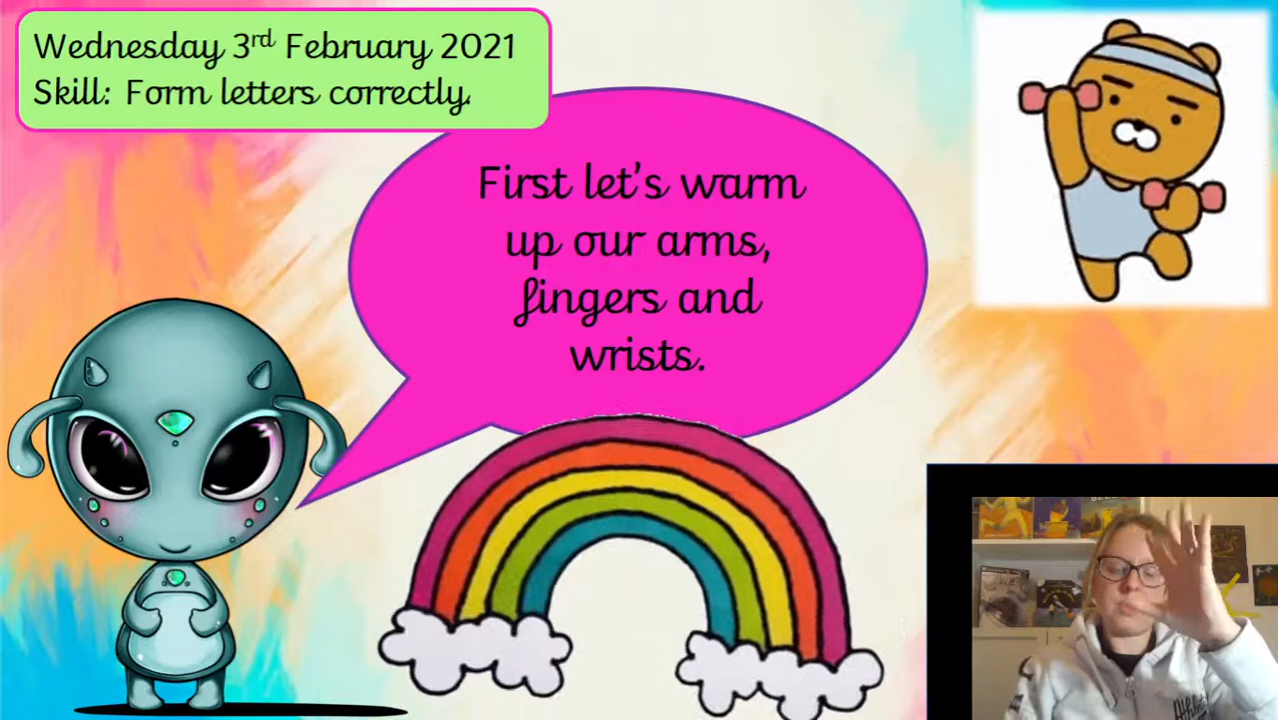 Wednesday 3rd February 2021
Skill: Form letters correctly.
First let's warm
up our arms,
fingers and
wrists.